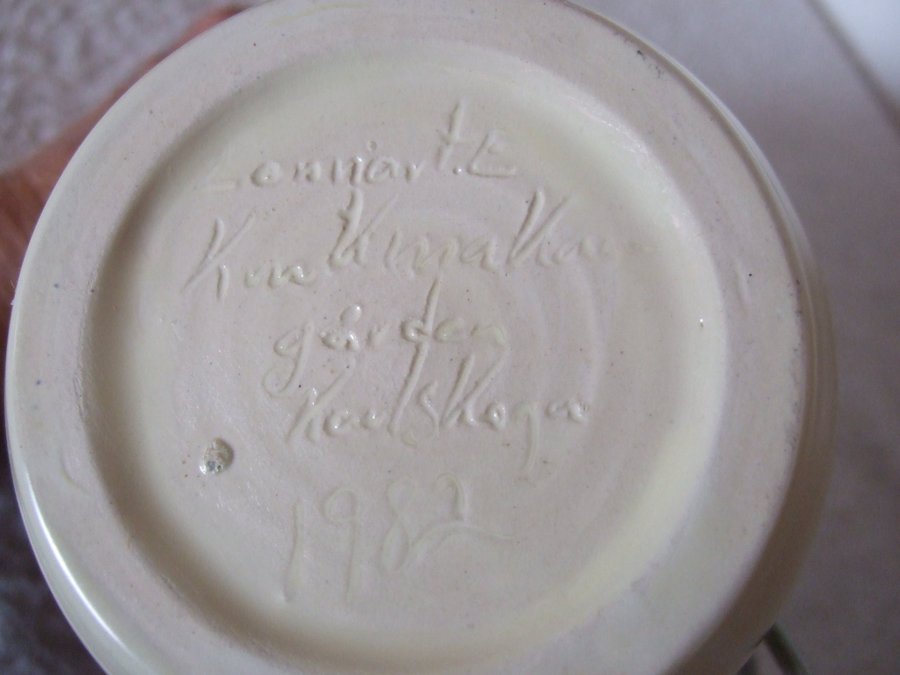 Lennart.E
Krukmakar
gården
Karlskoga
1982